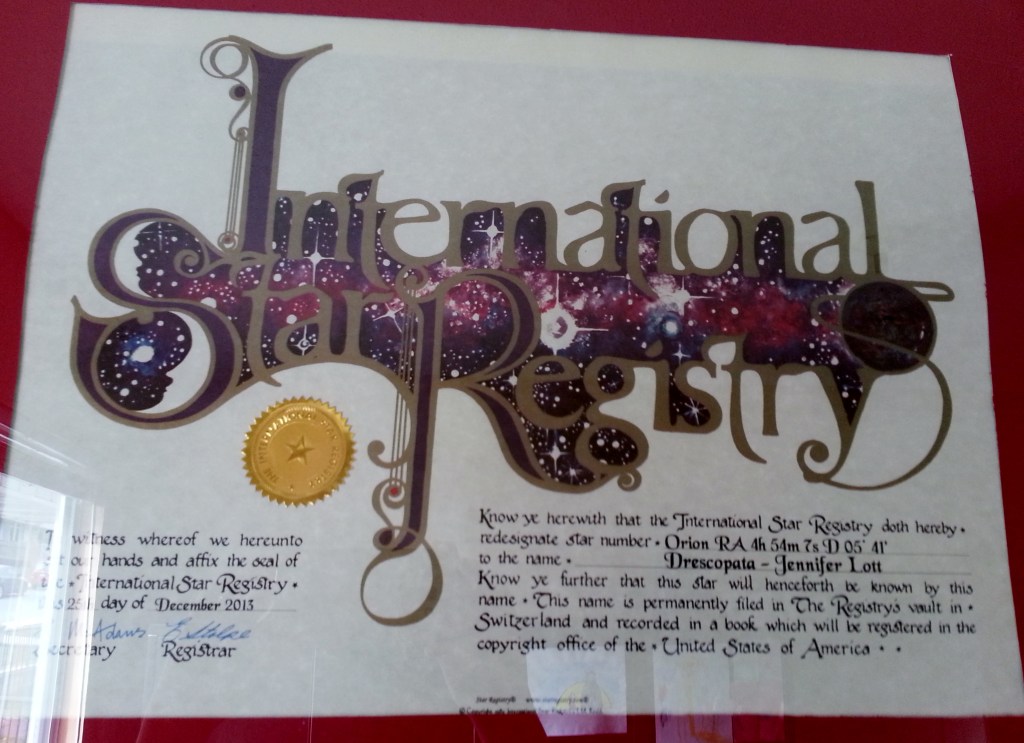 International
Star Registry
witness whereof we hereunto
our hands and affix the seal of
the • International Star Registry •
25th day of December 2013
Secretary Registrar
Know ye herewith that the International Star Registry doth hereby •
redesignate star number • Orion RA 4h 54m 7s D 05° 41'
to the name • Drescopata - Jennifer Lott
Know ye further that this star will henceforth be known by this
name • This name is permanently filed in The Registry's vault in •
Switzerland and recorded in a book which will be registered in the
copyright office of the • United States of America • •
Star Registry®